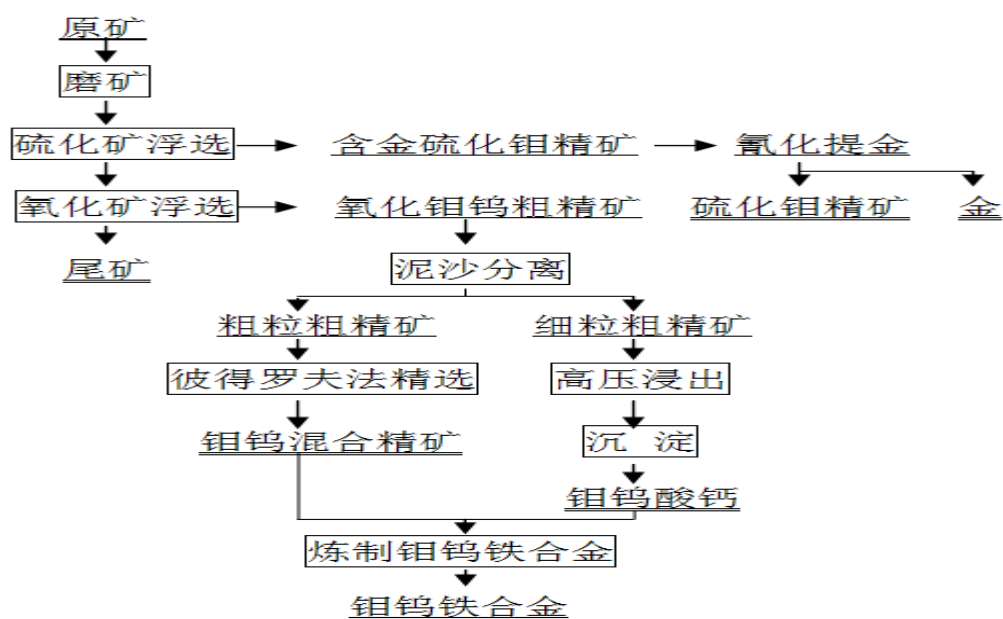 原矿
磨矿
硫化矿浮选 含金硫化钼精矿 氰化提金
氧化矿浮选 氧化钼钨粗精矿 硫化钼精矿 金
尾矿 泥沙分离
粗粒粗精矿 细粒粗精矿
彼得罗夫法精选 高压浸出
钼钨混合精矿 沉 淀
钼钨酸钙
炼制钼钨铁合金
钼钨铁合金